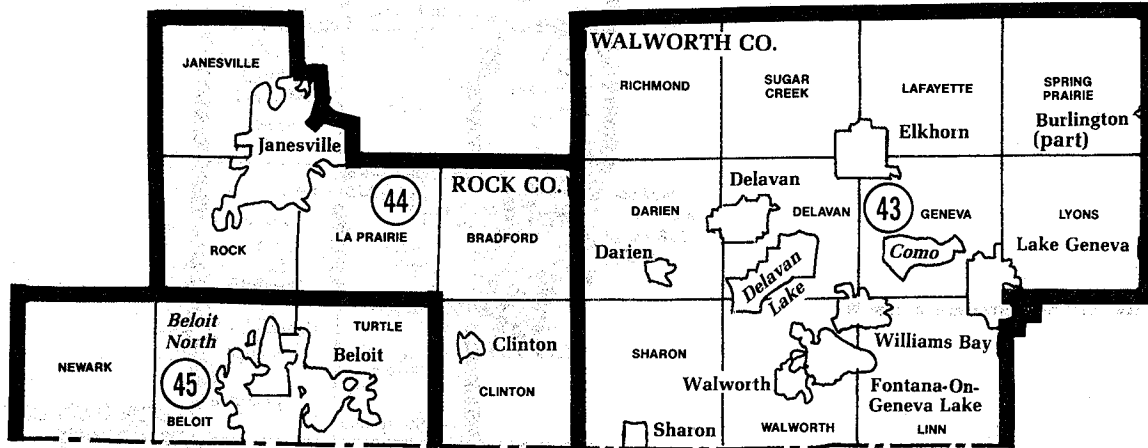 WALWORTH CO.
JANESVILLE
RICHMOND
SUGAR
CREEK
LAFAYETTE
SPRING
PRAIRIE
Burlington
(part)
Elkhorn
Janesville
ROCK CO.
44
Delavan
DARIEN
DELAVAN
43
GENEVA
LYONS
ROCK
LA PRAIRIE
BRADFORD
Darien
Como
Lake Geneva
Delavan
Lake
Beloit
North
TURTLE
Beloit
NEWARK
45
BELOIT
Clinton
CLINTON
SHARON
Williams Bay
Walworth
Fontana-On-
Geneva Lake
Sharon
WALWORTH
LINN